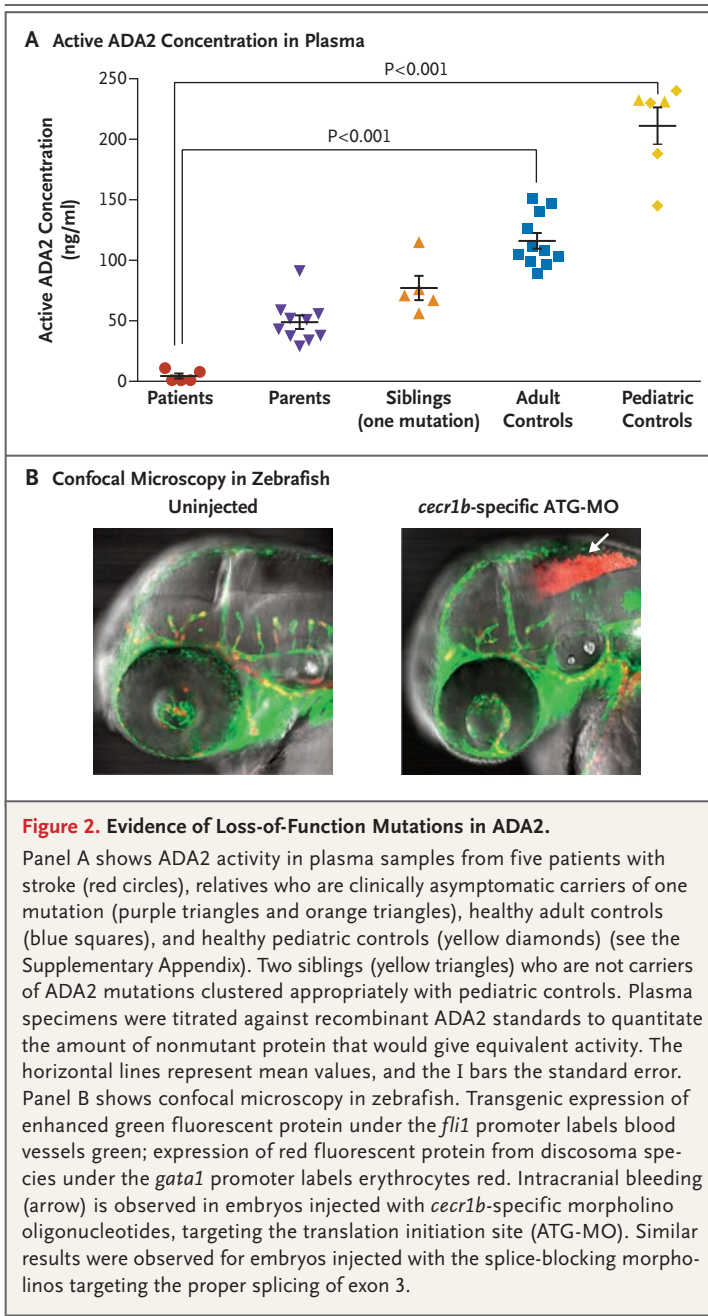 A Active ADA2 Concentration in Plasma
P<0.001
P<0.001
Active ADA2 Concentration
(ng/ml)
250
200
150
100
50
0
Patients
Parents
Siblings
(one mutation)
Adult
Controls
Pediatric
Controls
B Confocal Microscopy in Zebrafish
Uninjected
cecr1b-specific ATG-MO
Figure 2. Evidence of Loss-of-Function Mutations in ADA2.
Panel A shows ADA2 activity in plasma samples from five patients with
stroke (red circles), relatives who are clinically asymptomatic carriers of one
mutation (purple triangles and orange triangles), healthy adult controls
(blue squares), and healthy pediatric controls (yellow diamonds) (see the
Supplementary Appendix). Two siblings (yellow triangles) who are not carriers
of ADA2 mutations clustered appropriately with pediatric controls. Plasma
specimens were titrated against recombinant ADA2 standards to quantitate
the amount of nonmutant protein that would give equivalent activity. The
horizontal lines represent mean values, and the I bars the standard error.
Panel B shows confocal microscopy in zebrafish. Transgenic expression of
enhanced green fluorescent protein under the fli1 promoter labels blood
vessels green; expression of red fluorescent protein from discosoma spe-
cies under the gata1 promoter labels erythrocytes red. Intracranial bleeding
(arrow) is observed in embryos injected with cecr1b-specific morpholino
oligonucleotides, targeting the translation initiation site (ATG-MO). Similar
results were observed for embryos injected with the splice-blocking morpho-
linos targeting the proper splicing of exon 3.